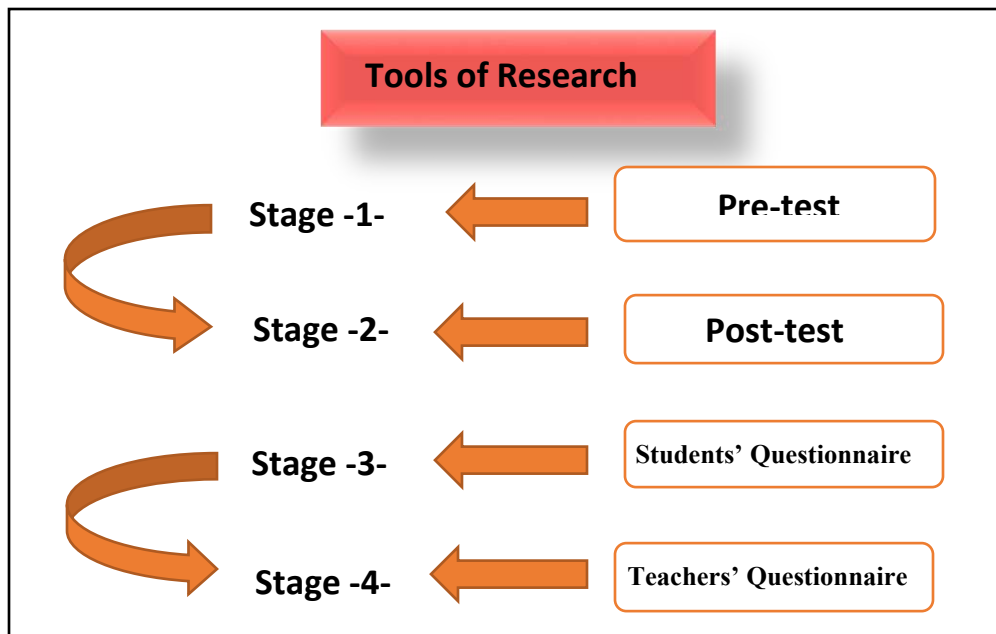 Tools of Research
Stage -1-
Pre-test
Stage -2-
Post-test
Stage -3-
Students’ Questionnaire
Stage -4-
Teachers’ Questionnaire